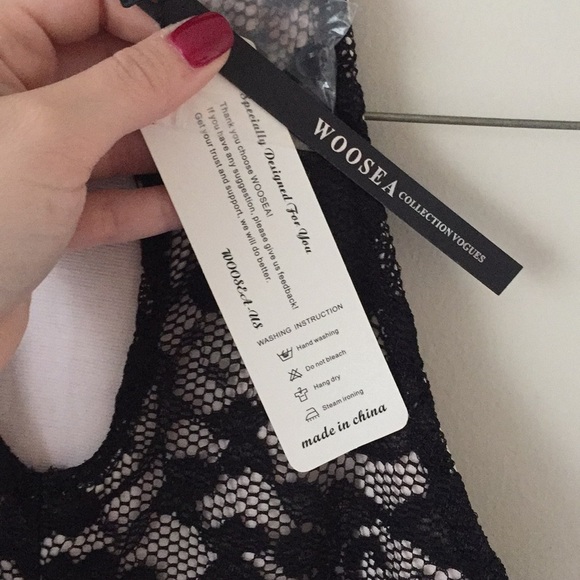 WOOSEA COLLECTION VOGUES
Specially Designed For You
Thank you choose WOOSEA!
If you have any suggestion, please give us feedback!
Get your trust and support, we will do better.
WOOSEA.US
WASHING INSTRUCTION
Hand washing
Do not bleach
Hang dry
Steam ironing
made in china